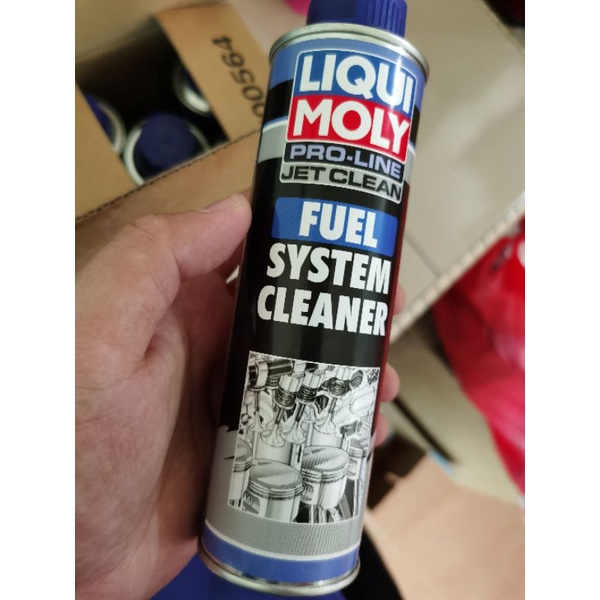 00564
LIQUI
MOLY
PRO-LINE
JET CLEAN
FUEL
SYSTEM
CLEANER